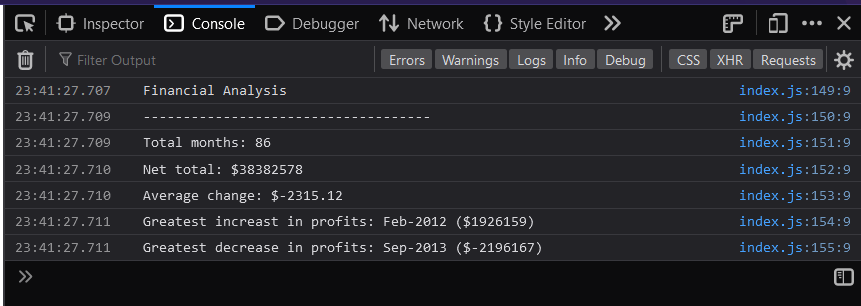 Inspector Console Debugger Network Style Editor
Filter Output Errors Warnings Logs Info Debug CSS XHR Requests
23:41:27.707 Financial Analysis index.js:149:9
23:41:27.709 ------------------------------------ index.js:150:9
23:41:27.709 Total months: 86 index.js:151:9
23:41:27.710 Net total: $38382578 index.js:152:9
23:41:27.710 Average change: $-2315.12 index.js:153:9
23:41:27.711 Greatest increast in profits: Feb-2012 ($1926159) index.js:154:9
23:41:27.711 Greatest decrease in profits: Sep-2013 ($-2196167) index.js:155:9